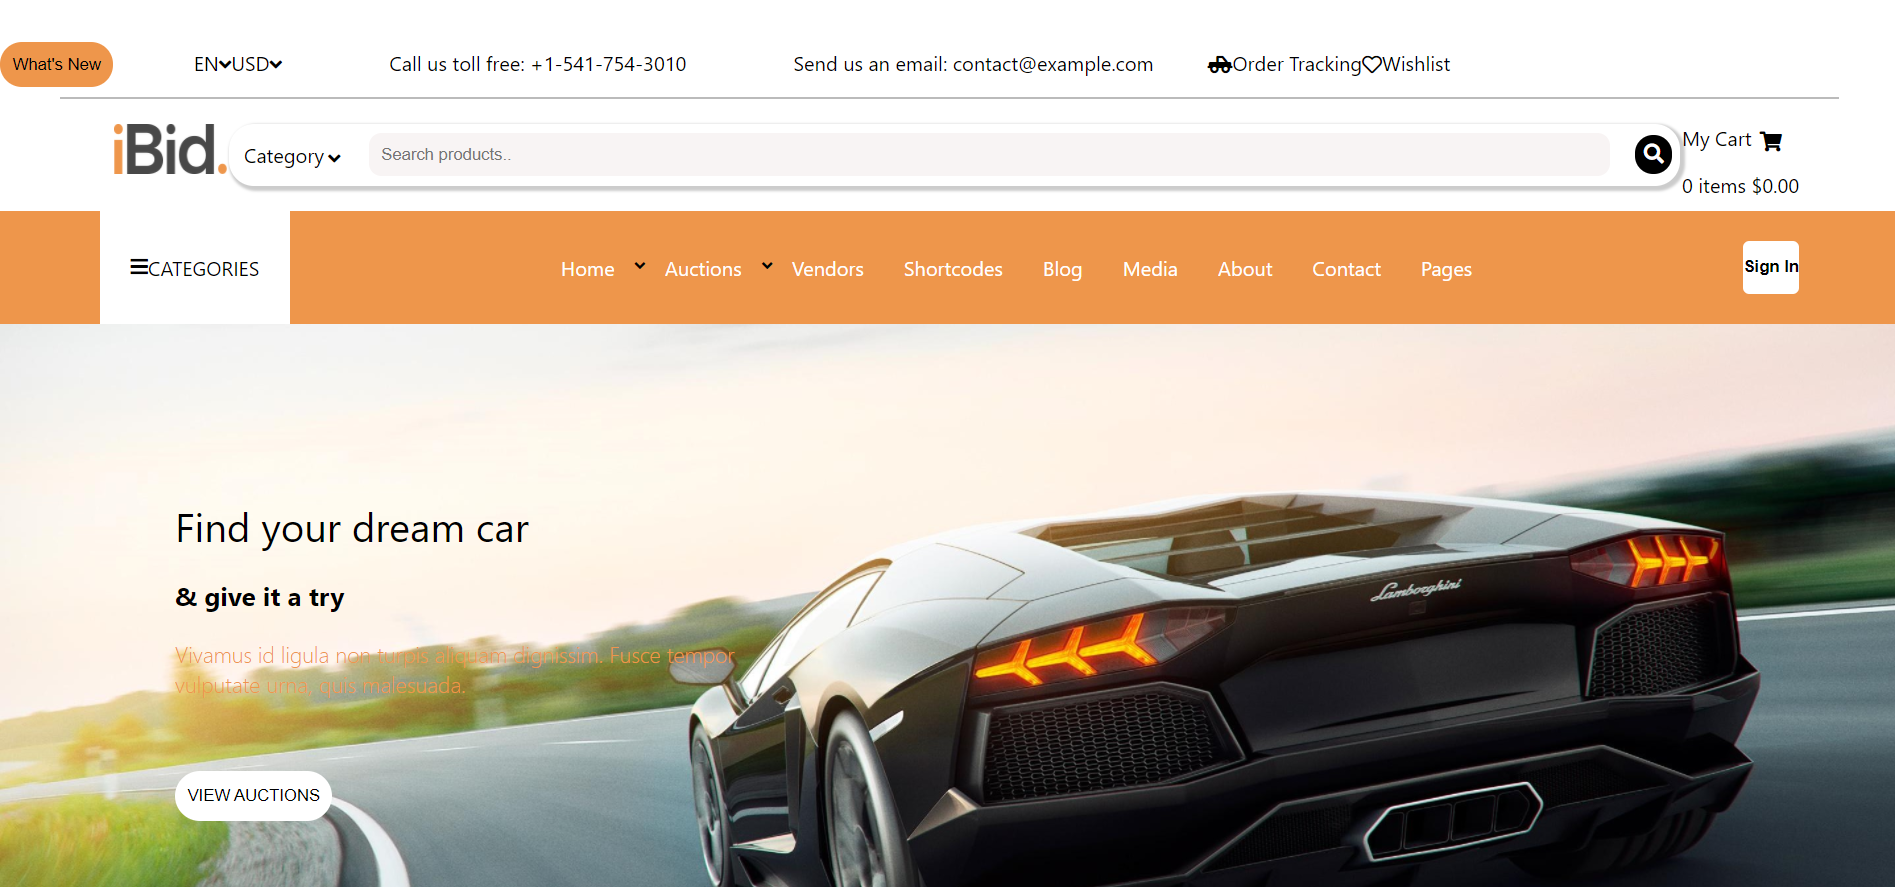 What's New
EN USD
Call us toll free: +1-541-754-3010
Send us an email: contact@example.com
Order Tracking Wishlist
iBid.
Category
Search products..
My Cart
0 items $0.00
CATEGORIES
Home Auctions Vendors Shortcodes Blog Media About Contact Pages
Sign In
Find your dream car
& give it a try
Vivamus id ligula non turpis aliquam dignissim. Fusce tempor
vulputate urna, quis malesuada.
VIEW AUCTIONS
Lamborghini